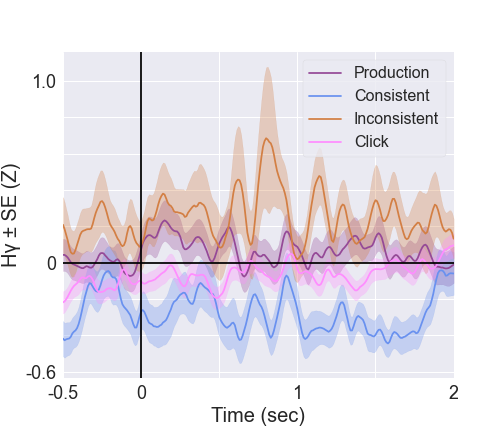 Production
Consistent
Inconsistent
Click
1.0
0
-0.6
Hγ ± SE (Z)
-0.5 0 1 2
Time (sec)